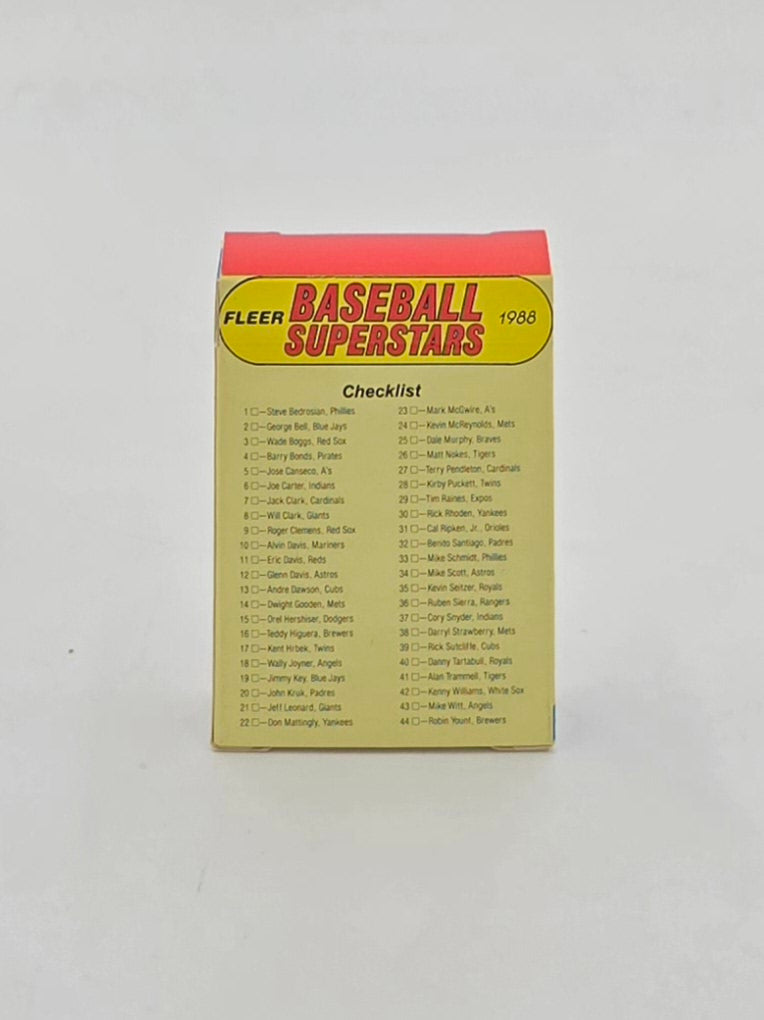 FLEER BASEBALL SUPERSTARS 1988
Checklist
1 □—Steve Bedrosian, Phillies
2 □—George Bell, Blue Jays
3 □—Wade Boggs, Red Sox
4 □—Barry Bonds, Pirates
5 □—Jose Canseco, A's
6 □—Joe Carter, Indians
7 □—Jack Clark, Cardinals
8 □—Will Clark, Giants
9 □—Roger Clemens, Red Sox
10 □—Alvin Davis, Mariners
11 □—Eric Davis, Reds
12 □—Glenn Davis, Astros
13 □—Andre Dawson, Cubs
14 □—Dwight Gooden, Mets
15 □—Orel Hershiser, Dodgers
16 □—Teddy Higuera, Brewers
17 □—Kent Hrbek, Twins
18 □—Wally Joyner, Angels
19 □—Jimmy Key, Blue Jays
20 □—John Kruk, Padres
21 □—Jeff Leonard, Giants
22 □—Don Mattingly, Yankees
23 □—Mark McGwire, A's
24 □—Kevin McReynolds, Mets
25 □—Dale Murphy, Braves
26 □—Matt Nokes, Tigers
27 □—Terry Pendleton, Cardinals
28 □—Kirby Puckett, Twins
29 □—Tim Raines, Expos
30 □—Rick Rhoden, Yankees
31 □—Cal Ripken, Jr., Orioles
32 □—Benito Santiago, Padres
33 □—Mike Schmidt, Phillies
34 □—Mike Scott, Astros
35 □—Kevin Seitzer, Royals
36 □—Ruben Sierra, Rangers
37 □—Cory Snyder, Indians
38 □—Darryl Strawberry, Mets
39 □—Rick Sutcliffe, Cubs
40 □—Danny Tartabull, Royals
41 □—Alan Trammell, Tigers
42 □—Kenny Williams, White Sox
43 □—Mike Witt, Angels
44 □—Robin Yount, Brewers